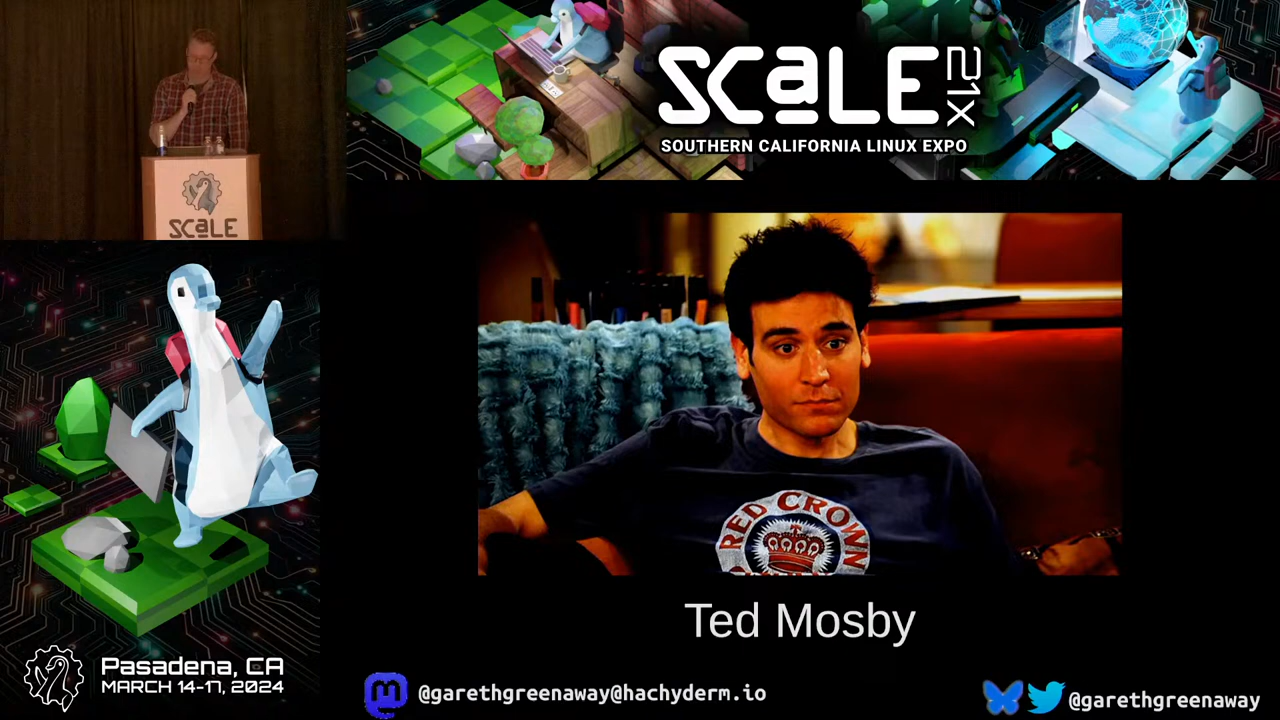 SCaLE 21x
SOUTHERN CALIFORNIA LINUX EXPO
SCaLE
RED CROWN
Ted Mosby
Pasadena, CA
MARCH 14-17, 2024
@garethgreenaway@hachyderm.io
@garethgreenaway